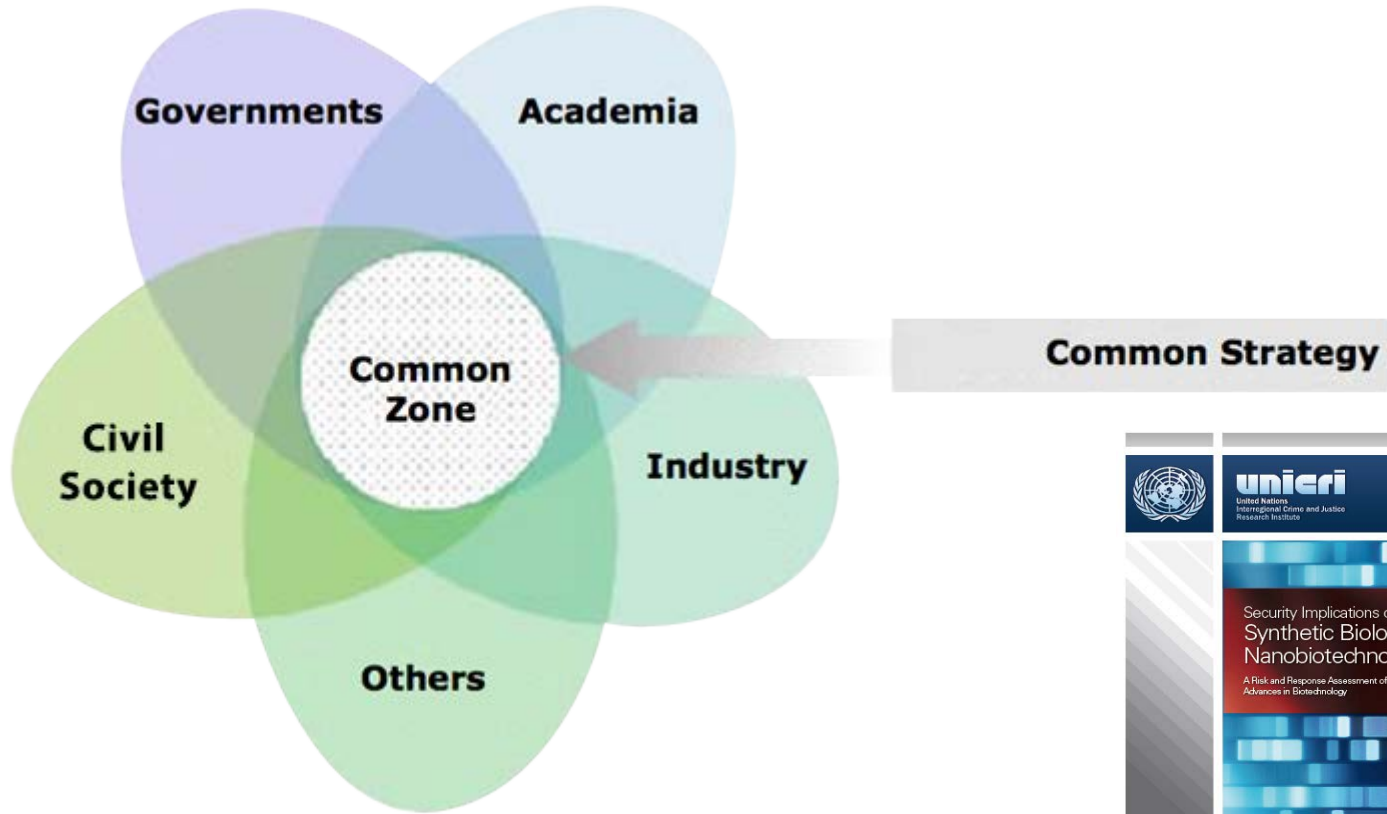 Governments
Academia
Common
Zone
Common Strategy
Civil
Society
Industry
Others
unicri
United Nations
Interregional Crime and Justice
Research Institute
Security Implications
Synthetic Biolo
Nanobiotechno
A Risk and Response Assessment of
Advances in Biotechnology